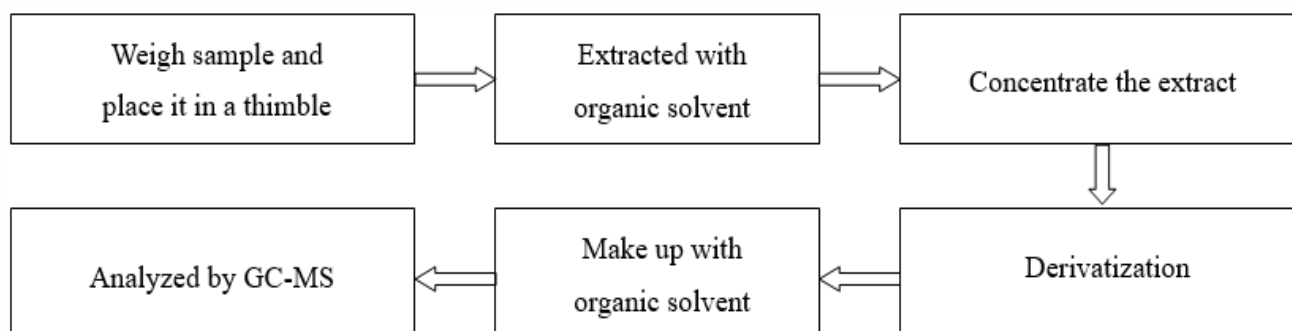 Weigh sample and
place it in a thimble
Extracted with
organic solvent
Concentrate the extract
Derivatization
Make up with
organic solvent
Analyzed by GC-MS